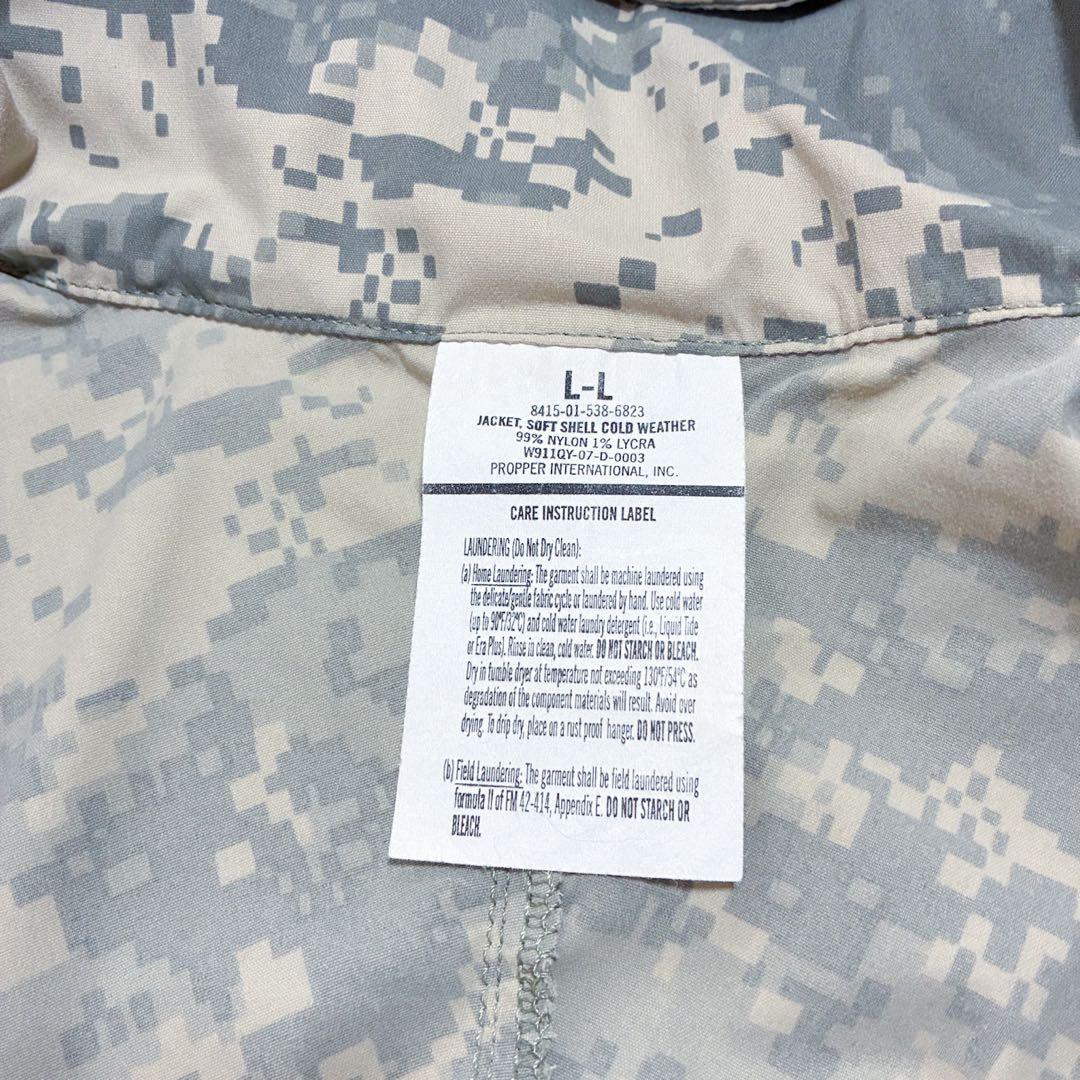 L-L
8415-01-538-6823
JACKET, SOFT SHELL COLD WEATHER
99% NYLON 1% LYCRA
W911QY-07-D-0003
PROPPER INTERNATIONAL, INC.
CARE INSTRUCTION LABEL
LAUNDERING (Do Not Dry Clean):
(a) Home Laundering: The garment shall be machine laundered using
the delicate/gentle fabric cycle or laundered by hand. Use cold water
(up to 90°F/32°C) and cold water laundry detergent (i.e., Liquid Tide
or Era Plus). Rinse in clean, cold water. DO NOT STARCH OR BLEACH.
Dry in tumble dryer at temperature not exceeding 130°F/54°C as
degradation of the component materials will result. Avoid over
drying. To drip dry, place on a rust proof hanger. DO NOT PRESS.
(b) Field Laundering: The garment shall be field laundered using
formula II of FM 42-414, Appendix E. DO NOT STARCH OR
BLEACH.